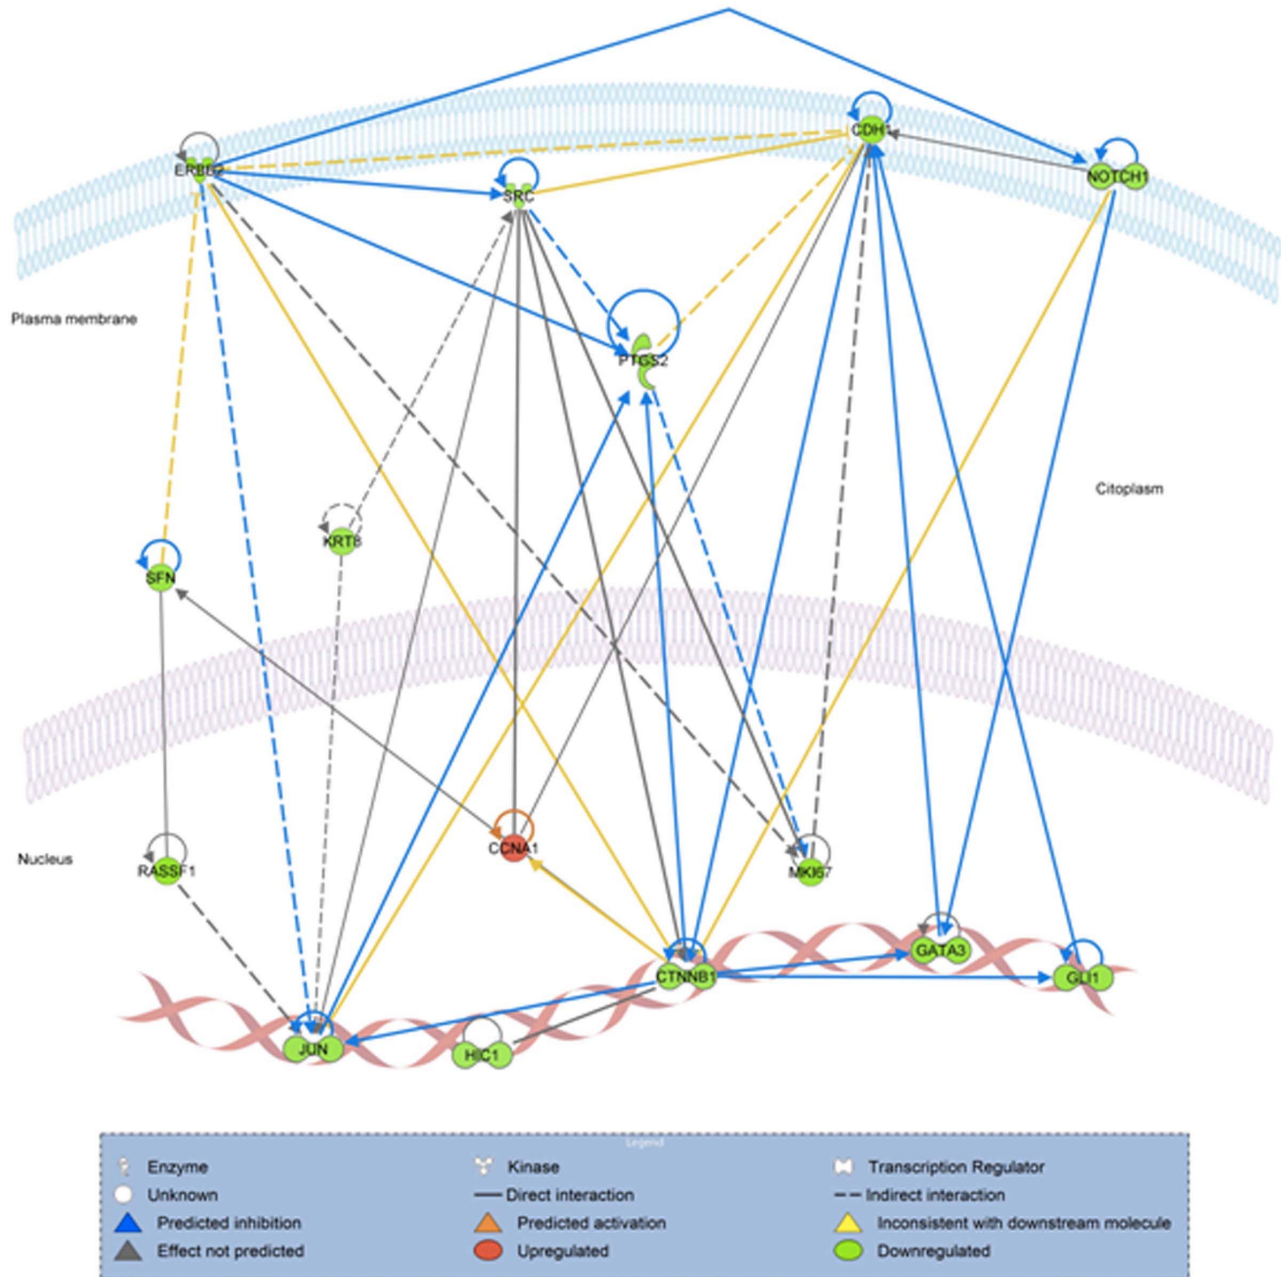 CDH1
ERBB2
NOTCH1
SRC
Plasma membrane
PTGS2
Citoplasm
KRT8
SFN
CCNA1
Nucleus
RASSF1
MKI67
GATA3
CTNNB1
GLI1
JUN
HIC1
Legend
Enzyme Kinase Transcription Regulator
Unknown Direct interaction Indirect interaction
Predicted inhibition Predicted activation Inconsistent with downstream molecule
Effect not predicted Upregulated Downregulated